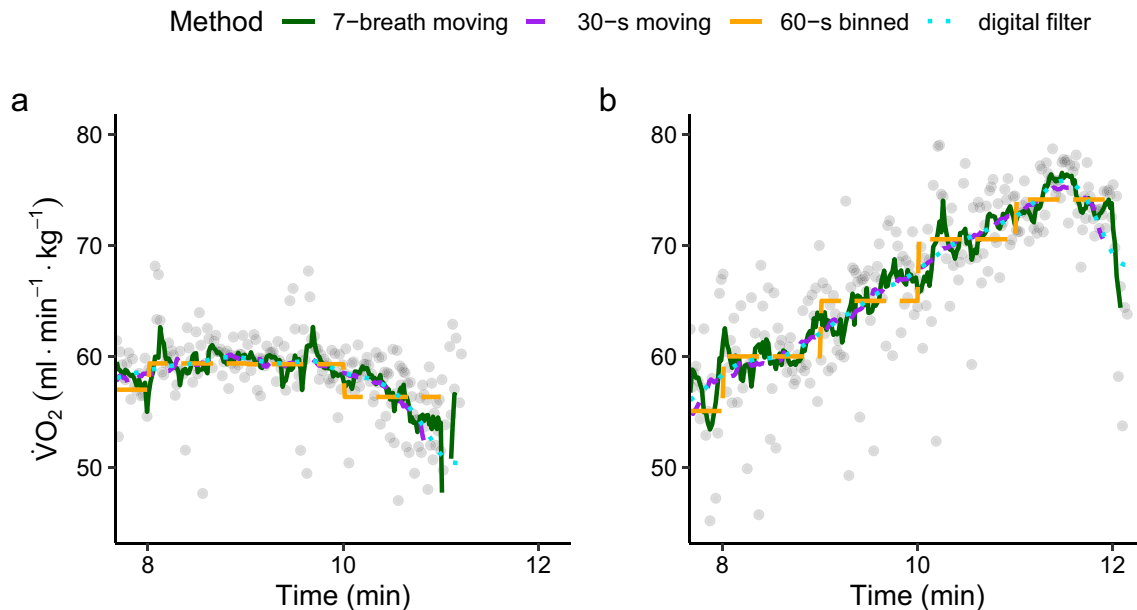 Method 7−breath moving 30−s moving 60−s binned digital filter
a b
V̇O₂ (ml · min⁻¹ · kg⁻¹)
80 80
70 70
60 60
50 50
8 10 12 8 10 12
Time (min) Time (min)